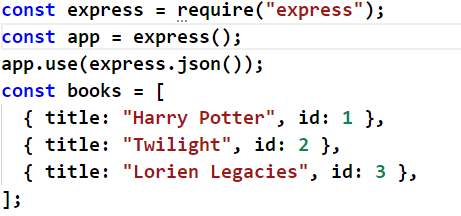 const express = require("express");
const app = express();
app.use(express.json());
const books = [
  { title: "Harry Potter", id: 1 },
  { title: "Twilight", id: 2 },
  { title: "Lorien Legacies", id: 3 },
];